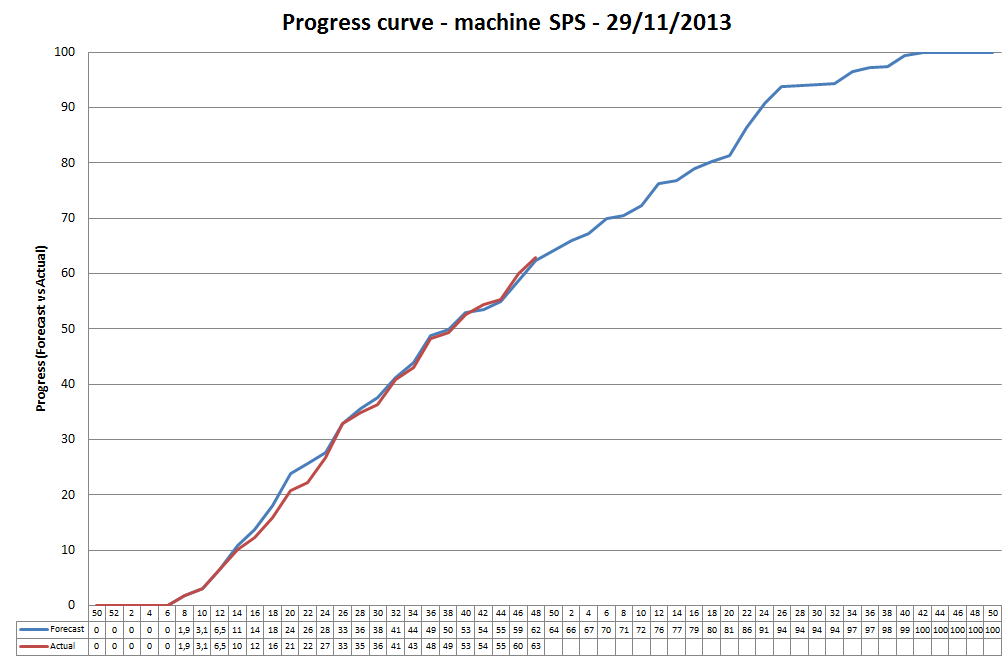 Progress curve - machine SPS - 29/11/2013
Progress (Forecast vs Actual)
100
90
80
70
60
50
40
30
20
10
0
50 52 2 4 6 8 10 12 14 16 18 20 22 24 26 28 30 32 34 36 38 40 42 44 46 48 50 2 4 6 8 10 12 14 16 18 20 22 24 26 28 30 32 34 36 38 40 42 44 46 48 50
Forecast 0 0 0 0 0 1,9 3,1 6,5 11 14 18 24 26 28 33 36 38 41 44 49 50 53 54 55 59 62 64 66 67 70 71 72 76 77 79 80 81 86 91 94 94 94 94 97 97 98 99 100 100 100 100 100
Actual 0 0 0 0 0 1,9 3,1 6,5 10 12 16 21 22 27 33 35 36 41 43 48 49 53 54 55 60 63